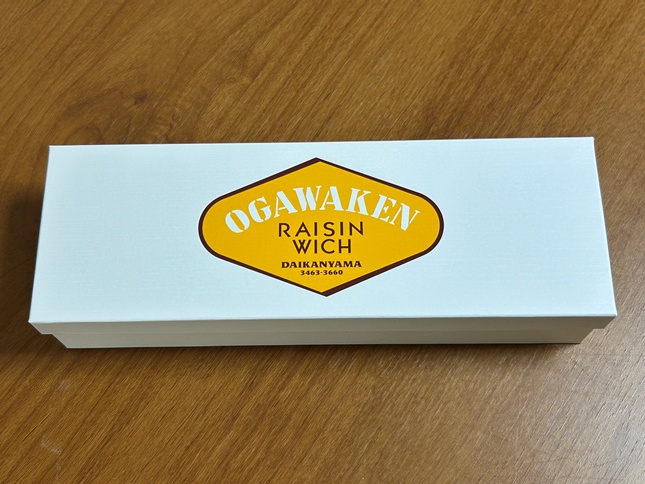 OGAWAKEN
RAISIN
WICH
DAIKANYAMA
3463-3660